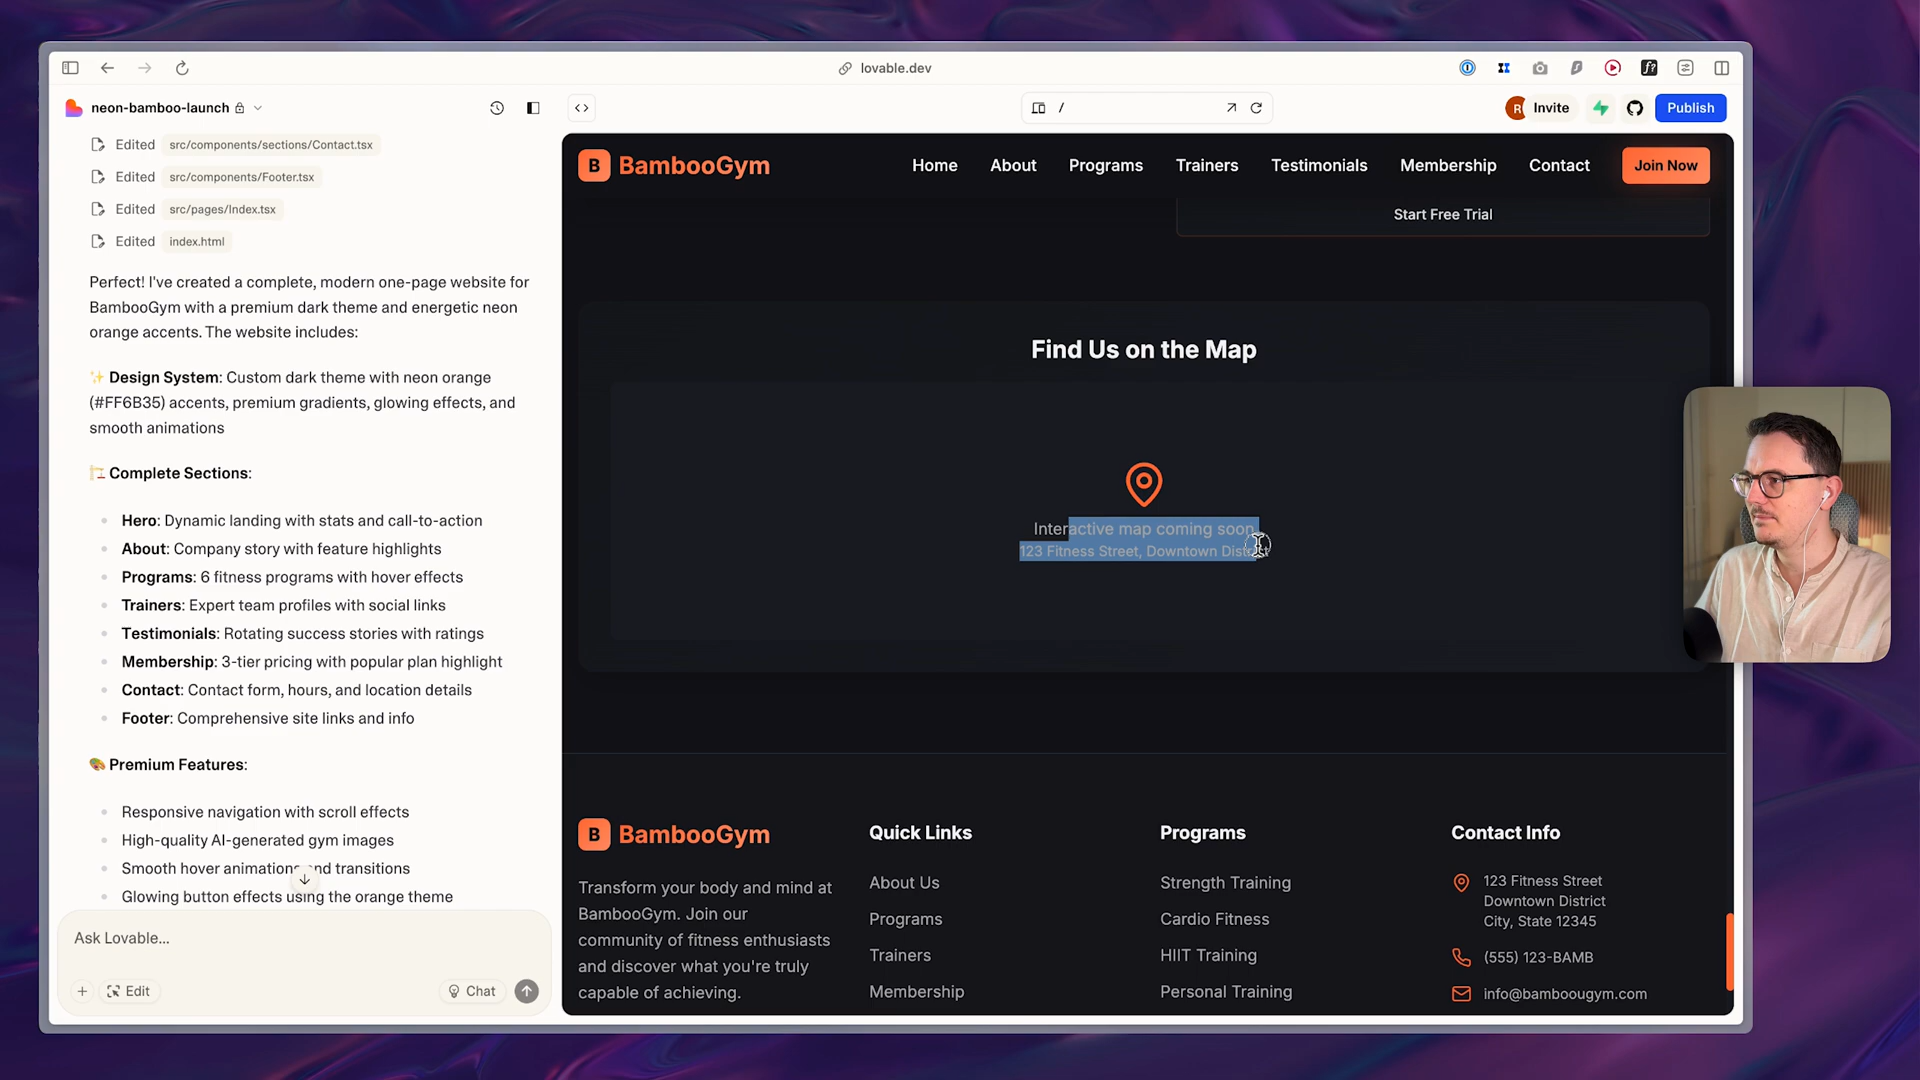 lovable.dev
neon-bamboo-launch
/
R
Invite
Publish
Edited src/components/sections/Contact.tsx
Edited src/components/Footer.tsx
Edited src/pages/Index.tsx
Edited index.html
Perfect! I've created a complete, modern one-page website for
BambooGym with a premium dark theme and energetic neon
orange accents. The website includes:
✨ Design System: Custom dark theme with neon orange
(#FF6B35) accents, premium gradients, glowing effects, and
smooth animations
🏗️ Complete Sections:
Hero: Dynamic landing with stats and call-to-action
About: Company story with feature highlights
Programs: 6 fitness programs with hover effects
Trainers: Expert team profiles with social links
Testimonials: Rotating success stories with ratings
Membership: 3-tier pricing with popular plan highlight
Contact: Contact form, hours, and location details
Footer: Comprehensive site links and info
🎨 Premium Features:
Responsive navigation with scroll effects
High-quality AI-generated gym images
Smooth hover animations and transitions
Glowing button effects using the orange theme
Ask Lovable...
Edit
Chat
B BambooGym
Home About Programs Trainers Testimonials Membership Contact Join Now
Start Free Trial
Find Us on the Map
Interactive map coming soon
123 Fitness Street, Downtown District
B BambooGym
Transform your body and mind at
BambooGym. Join our
community of fitness enthusiasts
and discover what you're truly
capable of achieving.
Quick Links
About Us
Programs
Trainers
Membership
Programs
Strength Training
Cardio Fitness
HIIT Training
Personal Training
Contact Info
123 Fitness Street
Downtown District
City, State 12345
(555) 123-BAMB
info@bamboougym.com